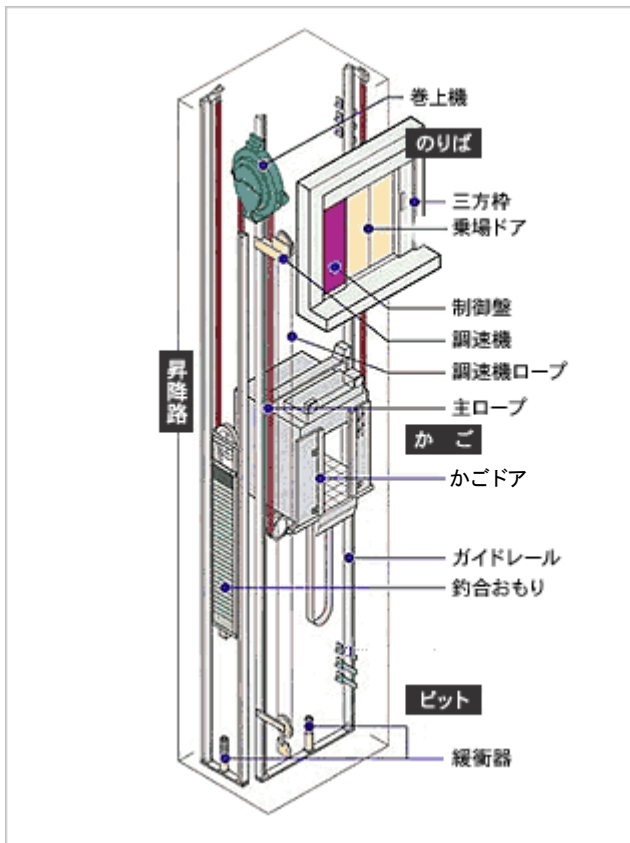 巻上機
のりば
三方枠
乗場ドア
制御盤
調速機
昇降路
調速機ロープ
主ロープ
かご
かごドア
ガイドレール
釣合おもり
ピット
緩衝器